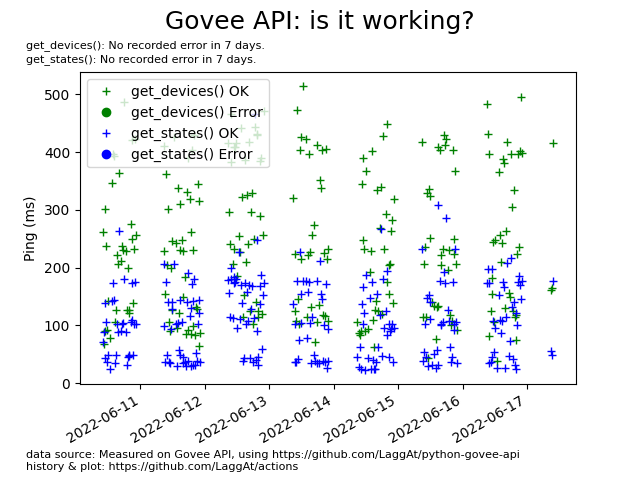 Govee API: is it working?
get_devices(): No recorded error in 7 days.
get_states(): No recorded error in 7 days.
get_devices() OK
get_devices() Error
get_states() OK
get_states() Error
Ping (ms)
500
400
300
200
100
0
2022-06-11
2022-06-12
2022-06-13
2022-06-14
2022-06-15
2022-06-16
2022-06-17
data source: Measured on Govee API, using https://github.com/LaggAt/python-govee-api
history & plot: https://github.com/LaggAt/actions